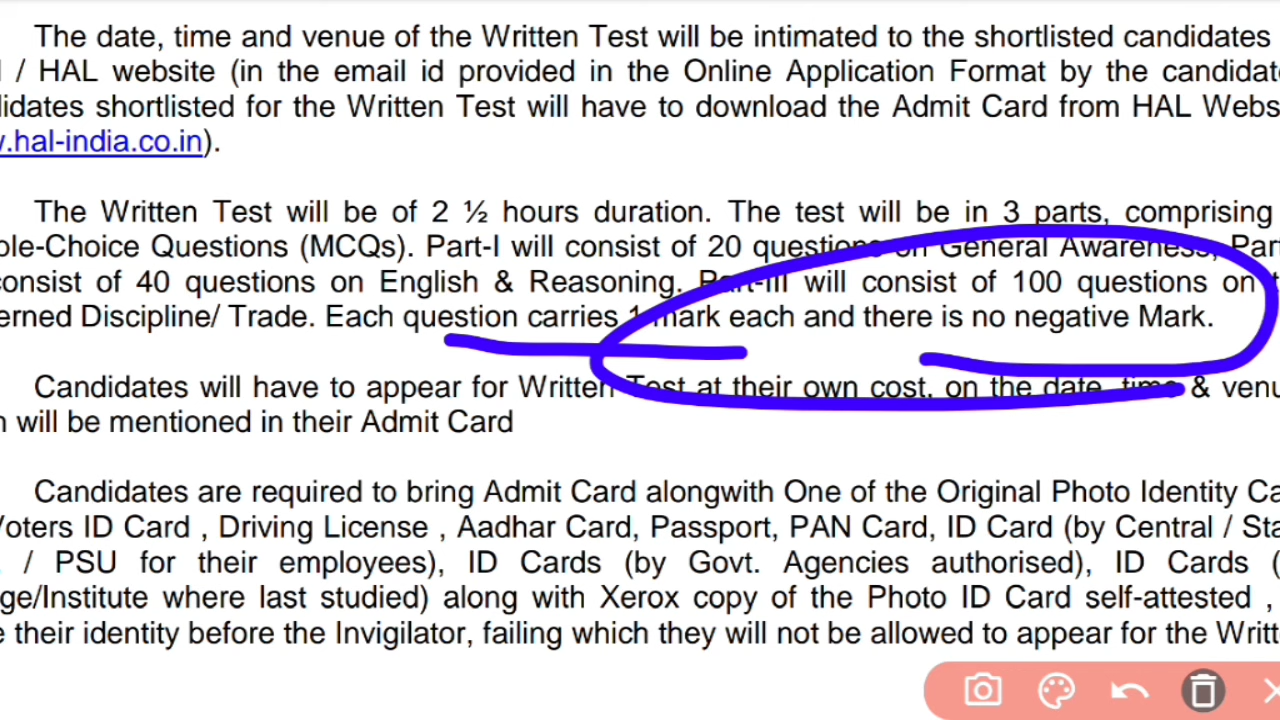 The date, time and venue of the Written Test will be intimated to the shortlisted candidates
/ HAL website (in the email id provided in the Online Application Format by the candidat
idates shortlisted for the Written Test will have to download the Admit Card from HAL Webs
.hal-india.co.in).
The Written Test will be of 2 ½ hours duration. The test will be in 3 parts, comprising
ple-Choice Questions (MCQs). Part-I will consist of 20 questions on General Awareness, Par
consist of 40 questions on English & Reasoning. Part-III will consist of 100 questions on t
erned Discipline/ Trade. Each question carries 1 mark each and there is no negative Mark.
Candidates will have to appear for Written Test at their own cost, on the date, time & venu
will be mentioned in their Admit Card
Candidates are required to bring Admit Card alongwith One of the Original Photo Identity Ca
Voters ID Card , Driving License , Aadhar Card, Passport, PAN Card, ID Card (by Central / Sta
/ PSU for their employees), ID Cards (by Govt. Agencies authorised), ID Cards (
ge/Institute where last studied) along with Xerox copy of the Photo ID Card self-attested ,
e their identity before the Invigilator, failing which they will not be allowed to appear for the Writt